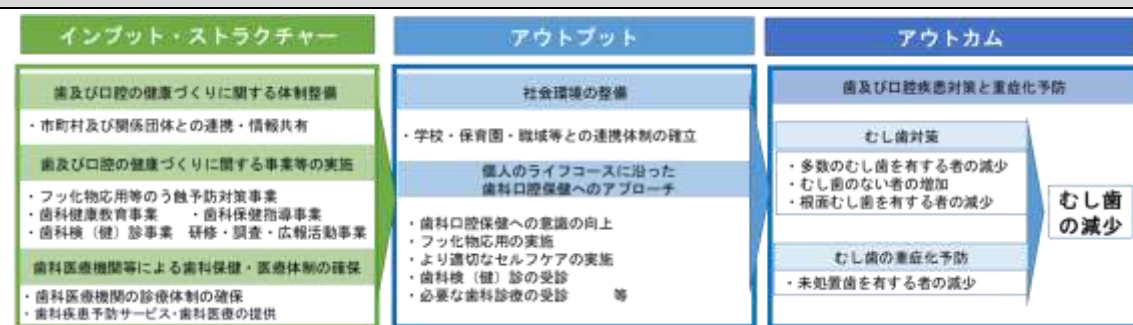 インプット・ストラクチャー
歯及び口腔の健康づくりに関する体制整備
・市町村及び関係団体との連携・情報共有
歯及び口腔の健康づくりに関する事業等の実施
・フッ化物応用等のう蝕予防対策事業
・歯科健康教育事業　・歯科保健指導事業
・歯科検（健）診事業　研修・調査・広報活動事業
歯科医療機関等による歯科保健・医療体制の確保
・歯科医療機関の診療体制の確保
・歯科疾患予防サービス・歯科医療の提供
アウトプット
社会環境の整備
・学校・保育園・職域等との連携体制の確立
個人のライフコースに沿った
歯科口腔保健へのアプローチ
・歯科口腔保健への意識の向上
・フッ化物応用の実施
・より適切なセルフケアの実施
・歯科検（健）診の受診
・必要な歯科診療の受診　等
アウトカム
歯及び口腔疾患対策と重症化予防
むし歯対策
・多数のむし歯を有する者の減少
・むし歯のない者の増加
・根面むし歯を有する者の減少
むし歯の重症化予防
・未処置歯を有する者の減少
むし歯
の減少